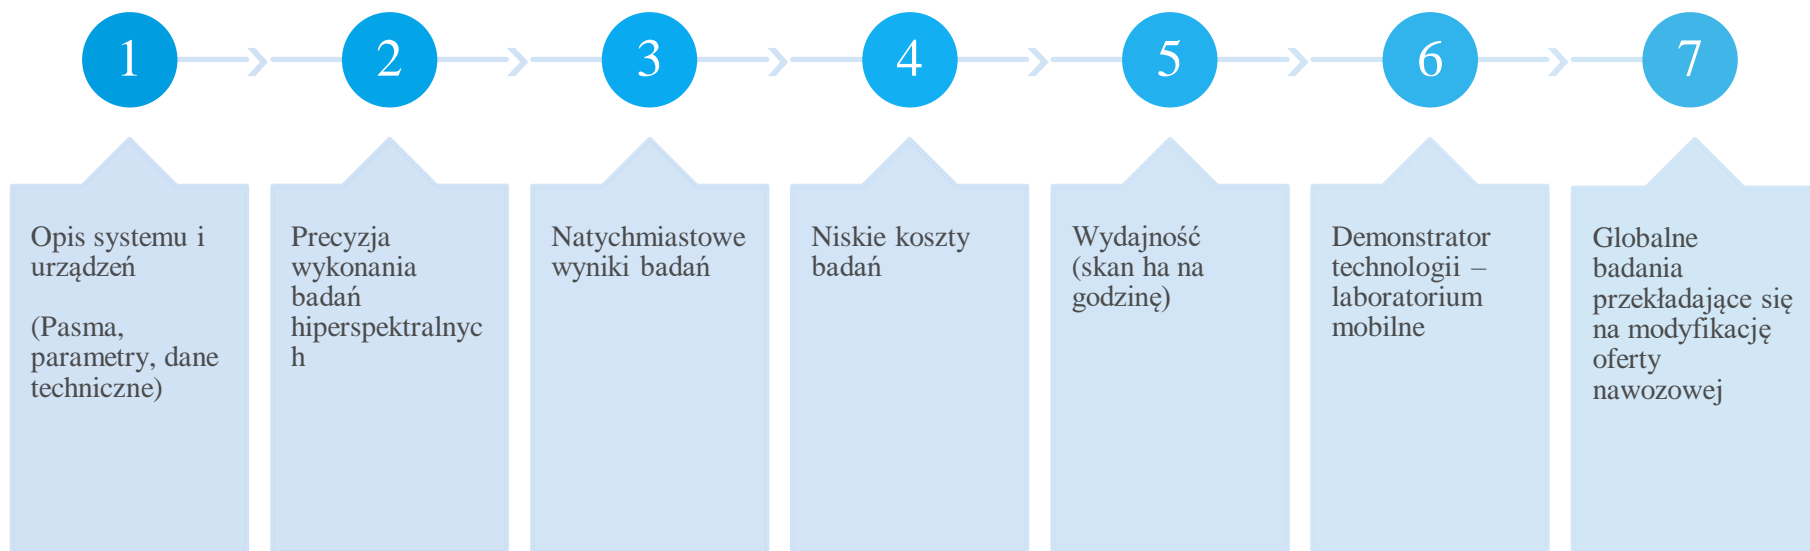 1
2
3
4
5
6
7
Opis systemu i
urządzeń
(Pasma,
parametry, dane
techniczne)
Precyzja
wykonania
badań
hiperspektralnyc
h
Natychmiastowe
wyniki badań
Niskie koszty
badań
Wydajność
(skan ha na
godzinę)
Demonstrator
technologii –
laboratorium
mobilne
Globalne
badania
przekładające się
na modyfikację
oferty
nawozowej